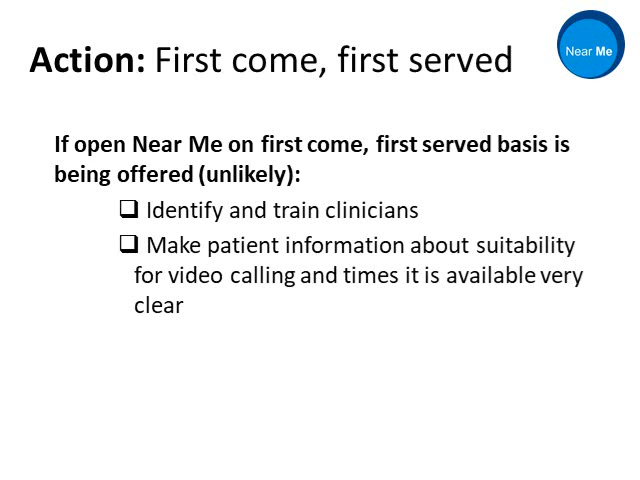 Action: First come, first served
Near Me
If open Near Me on first come, first served basis is
being offered (unlikely):
❑ Identify and train clinicians
❑ Make patient information about suitability
for video calling and times it is available very
clear